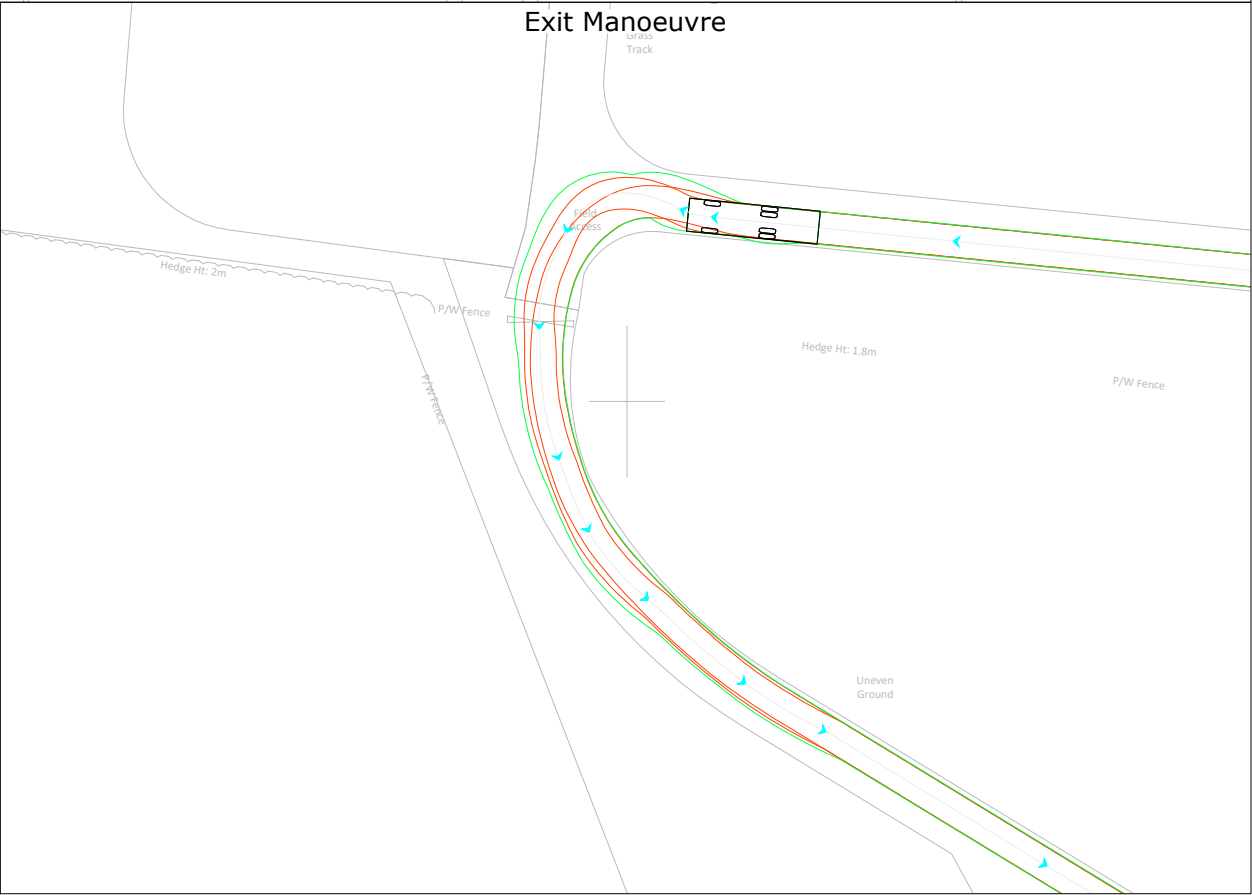 Exit Manoeuvre
Grass
Track
Field
Access
Hedge Ht: 2m
P/W Fence
P/W Fence
Hedge Ht: 1.8m
P/W Fence
Uneven
Ground